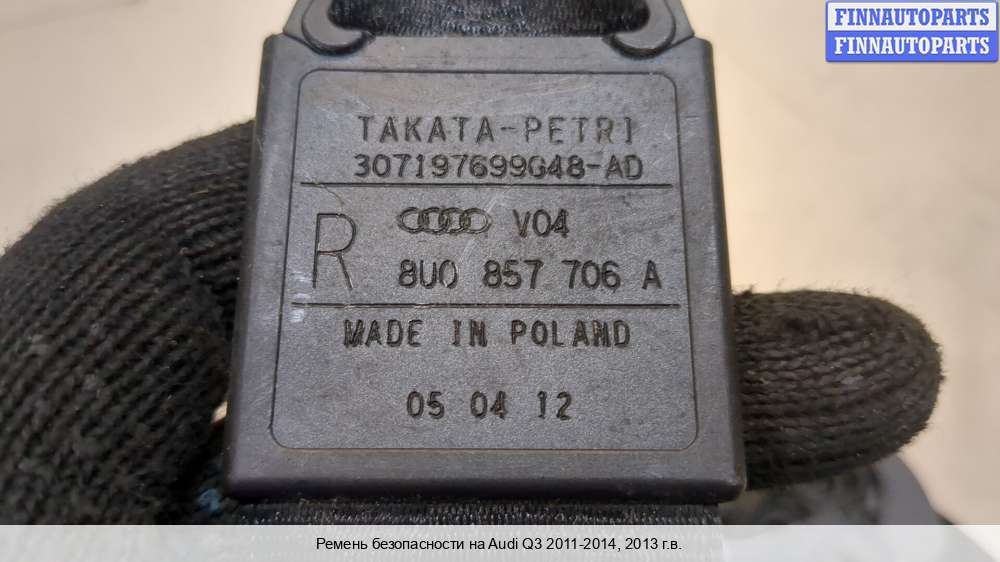 FINNAUTOPARTS
FINNAUTOPARTS
TAKATA-PETRI
307197699G48-AD
R
V04
8U0 857 706 A
MADE IN POLAND
05 04 12
Ремень безопасности на Audi Q3 2011-2014, 2013 г.в.